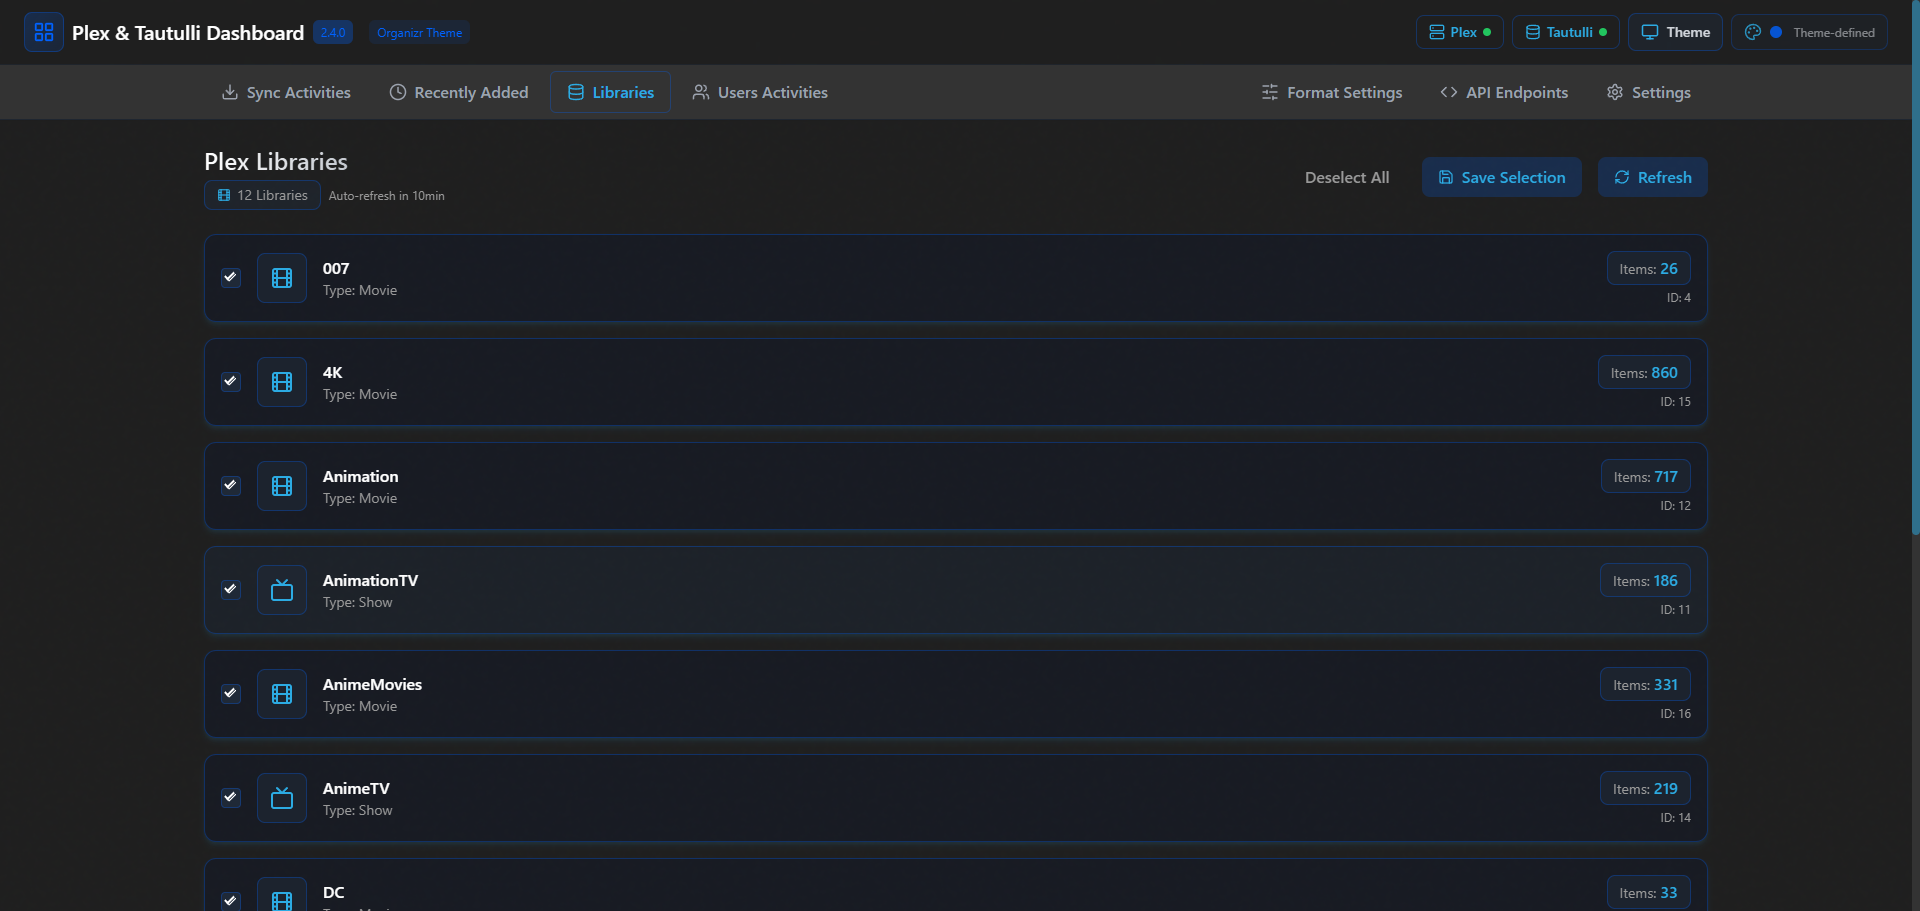 Plex & Tautulli Dashboard 2.4.0 Organizr Theme Plex Tautulli Theme Theme-defined
Sync Activities Recently Added Libraries Users Activities Format Settings API Endpoints Settings
Plex Libraries
12 Libraries Auto-refresh in 10min
Deselect All Save Selection Refresh
007
Type: Movie
Items: 26
ID: 4
4K
Type: Movie
Items: 860
ID: 15
Animation
Type: Movie
Items: 717
ID: 12
AnimationTV
Type: Show
Items: 186
ID: 11
AnimeMovies
Type: Movie
Items: 331
ID: 16
AnimeTV
Type: Show
Items: 219
ID: 14
DC
Items: 33